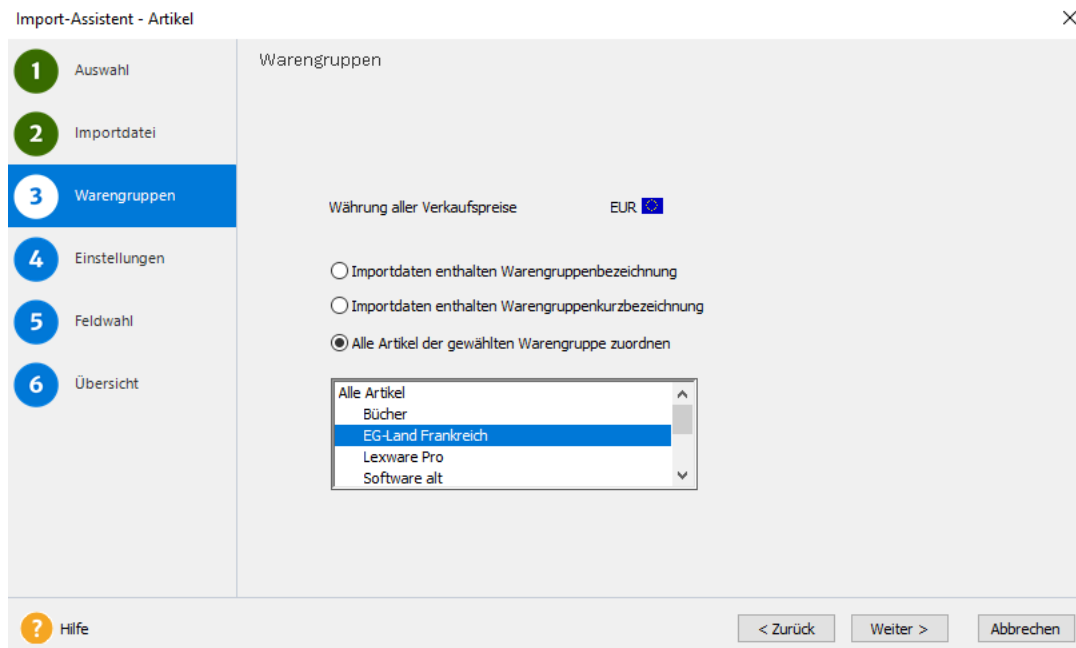 Import-Assistent - Artikel
1 Auswahl
2 Importdatei
3 Warengruppen
4 Einstellungen
5 Feldwahl
6 Übersicht
Warengruppen
Währung aller Verkaufspreise EUR
Importdaten enthalten Warengruppenbezeichnung
Importdaten enthalten Warengruppenkurzbezeichnung
Alle Artikel der gewählten Warengruppe zuordnen
Alle Artikel
Bücher
EG-Land Frankreich
Lexware Pro
Software alt
? Hilfe
< Zurück Weiter > Abbrechen